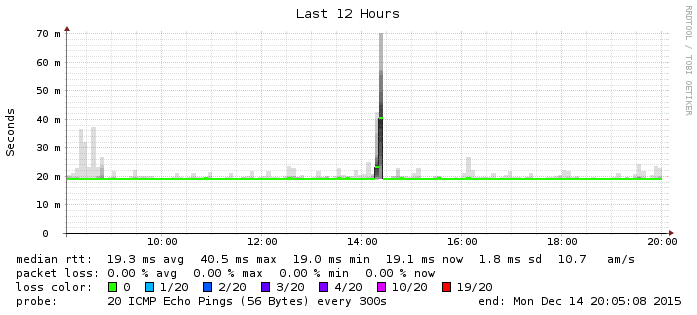 Last 12 Hours
RRDTOOL / TOBI OETIKER
Seconds
70 m
60 m
50 m
40 m
30 m
20 m
10 m
0
10:00 12:00 14:00 16:00 18:00 20:00
median rtt: 19.3 ms avg 40.5 ms max 19.0 ms min 19.1 ms now 1.8 ms sd 10.7 am/s
packet loss: 0.00 % avg 0.00 % max 0.00 % min 0.00 % now
loss color: 0 1/20 2/20 3/20 4/20 10/20 19/20
probe: 20 ICMP Echo Pings (56 Bytes) every 300s end: Mon Dec 14 20:05:08 2015